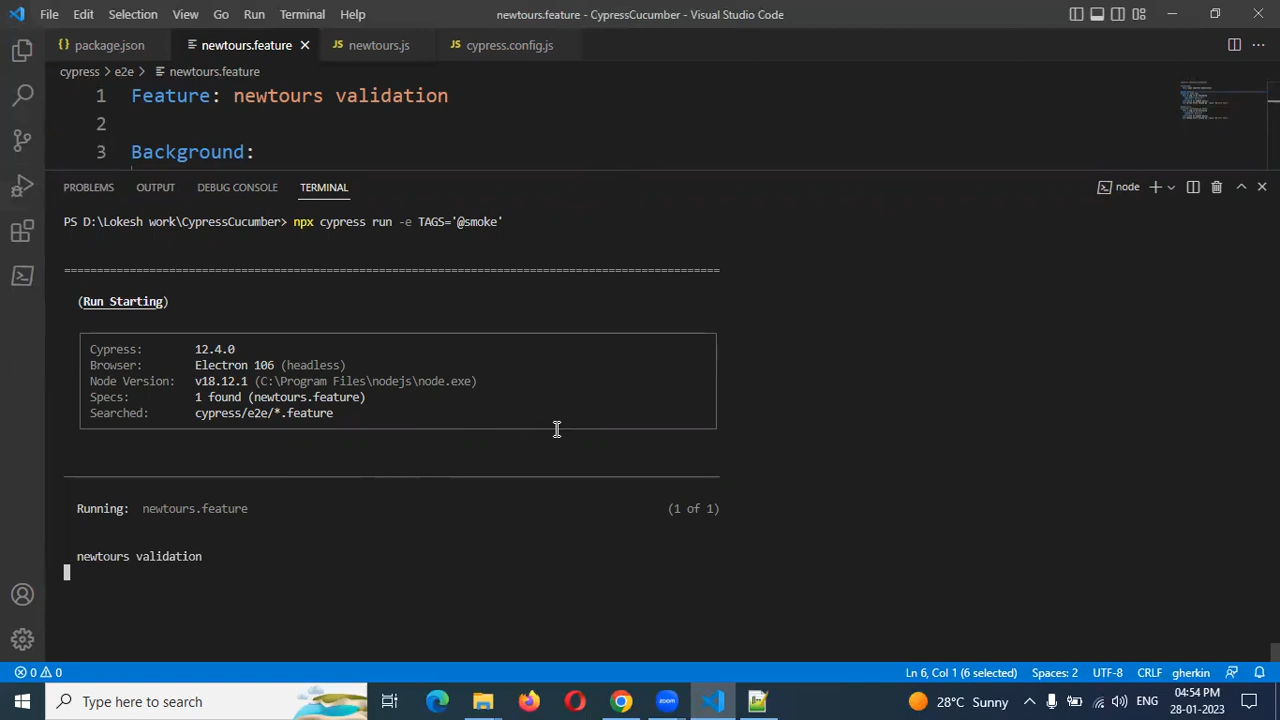 File Edit Selection View Go Run Terminal Help
newtours.feature - CypressCucumber - Visual Studio Code
package.json newtours.feature newtours.js cypress.config.js
cypress > e2e > newtours.feature
1 Feature: newtours validation
2
3 Background:
PROBLEMS OUTPUT DEBUG CONSOLE TERMINAL
node
PS D:\Lokesh work\CypressCucumber> npx cypress run -e TAGS='@smoke'
====================================================================================================
(Run Starting)
Cypress: 12.4.0
Browser: Electron 106 (headless)
Node Version: v18.12.1 (C:\Program Files\nodejs\node.exe)
Specs: 1 found (newtours.feature)
Searched: cypress/e2e/*.feature
Running: newtours.feature (1 of 1)
newtours validation
0 0
Ln 6, Col 1 (6 selected) Spaces: 2 UTF-8 CRLF gherkin
Type here to search
zoom
28°C Sunny
ENG
04:54 PM
28-01-2023